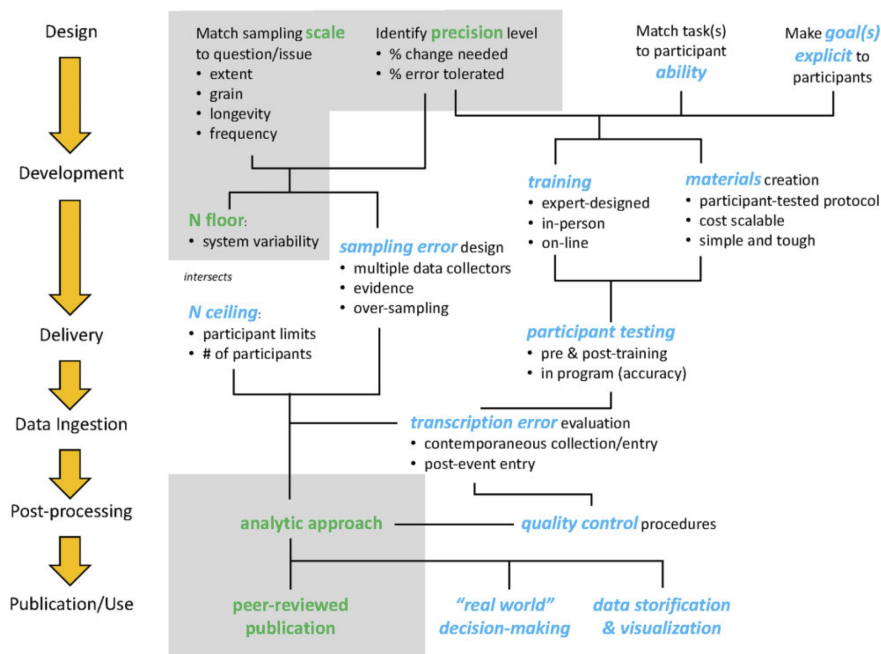 Design
Match sampling scale
to question/issue
• extent
• grain
• longevity
• frequency
Identify precision level
• % change needed
• % error tolerated
Match task(s)
to participant
ability
Make goal(s)
explicit to
participants
Development
N floor:
• system variability
sampling error design
• multiple data collectors
• evidence
• over-sampling
training
• expert-designed
• in-person
• on-line
materials creation
• participant-tested protocol
• cost scalable
• simple and tough
intersects
Delivery
N ceiling:
• participant limits
• # of participants
participant testing
• pre & post-training
• in program (accuracy)
Data Ingestion
transcription error evaluation
• contemporaneous collection/entry
• post-event entry
Post-processing
analytic approach
quality control procedures
Publication/Use
peer-reviewed
publication
"real world"
decision-making
data storification
& visualization